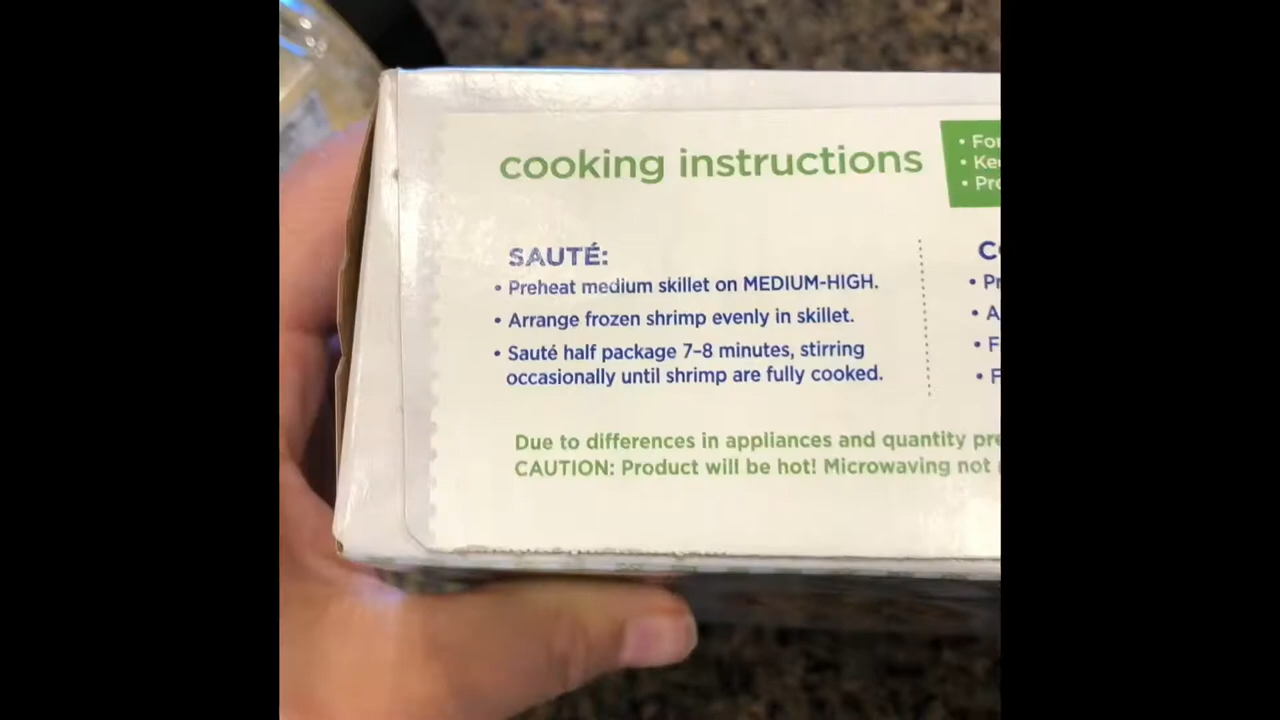 cooking instructions
SAUTÉ:
• Preheat medium skillet on MEDIUM-HIGH.
• Arrange frozen shrimp evenly in skillet.
• Sauté half package 7–8 minutes, stirring
occasionally until shrimp are fully cooked.
Due to differences in appliances and quantity
CAUTION: Product will be hot! Microwaving not